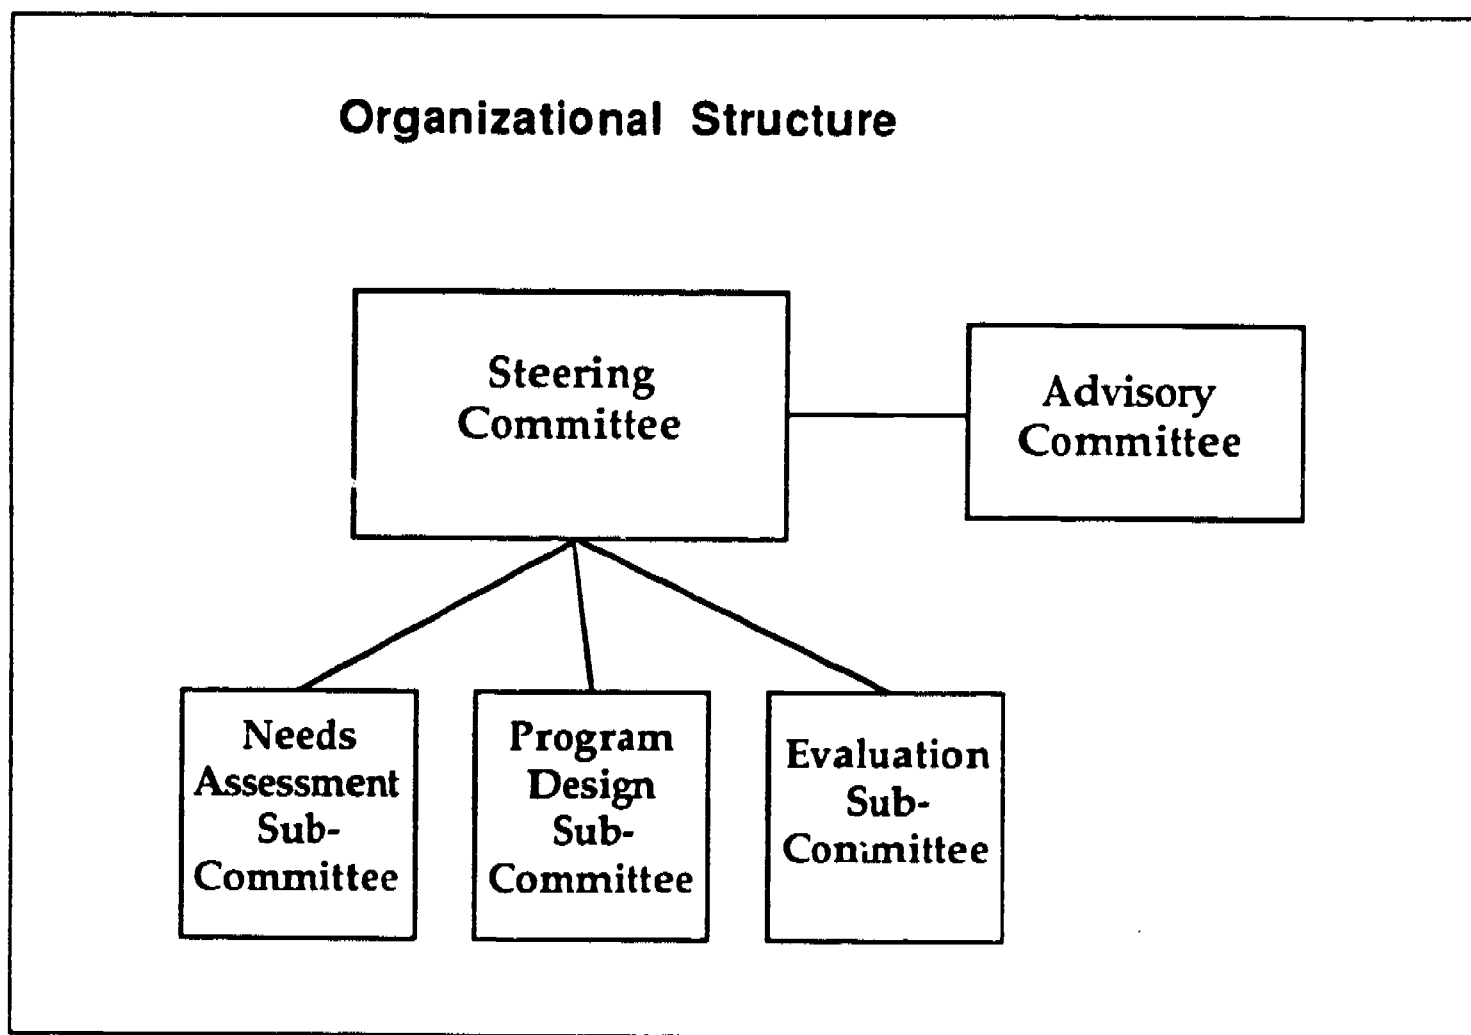 Organizational Structure
Steering
Committee
Advisory
Committee
Needs
Assessment
Sub-
Committee
Program
Design
Sub-
Committee
Evaluation
Sub-
Committee